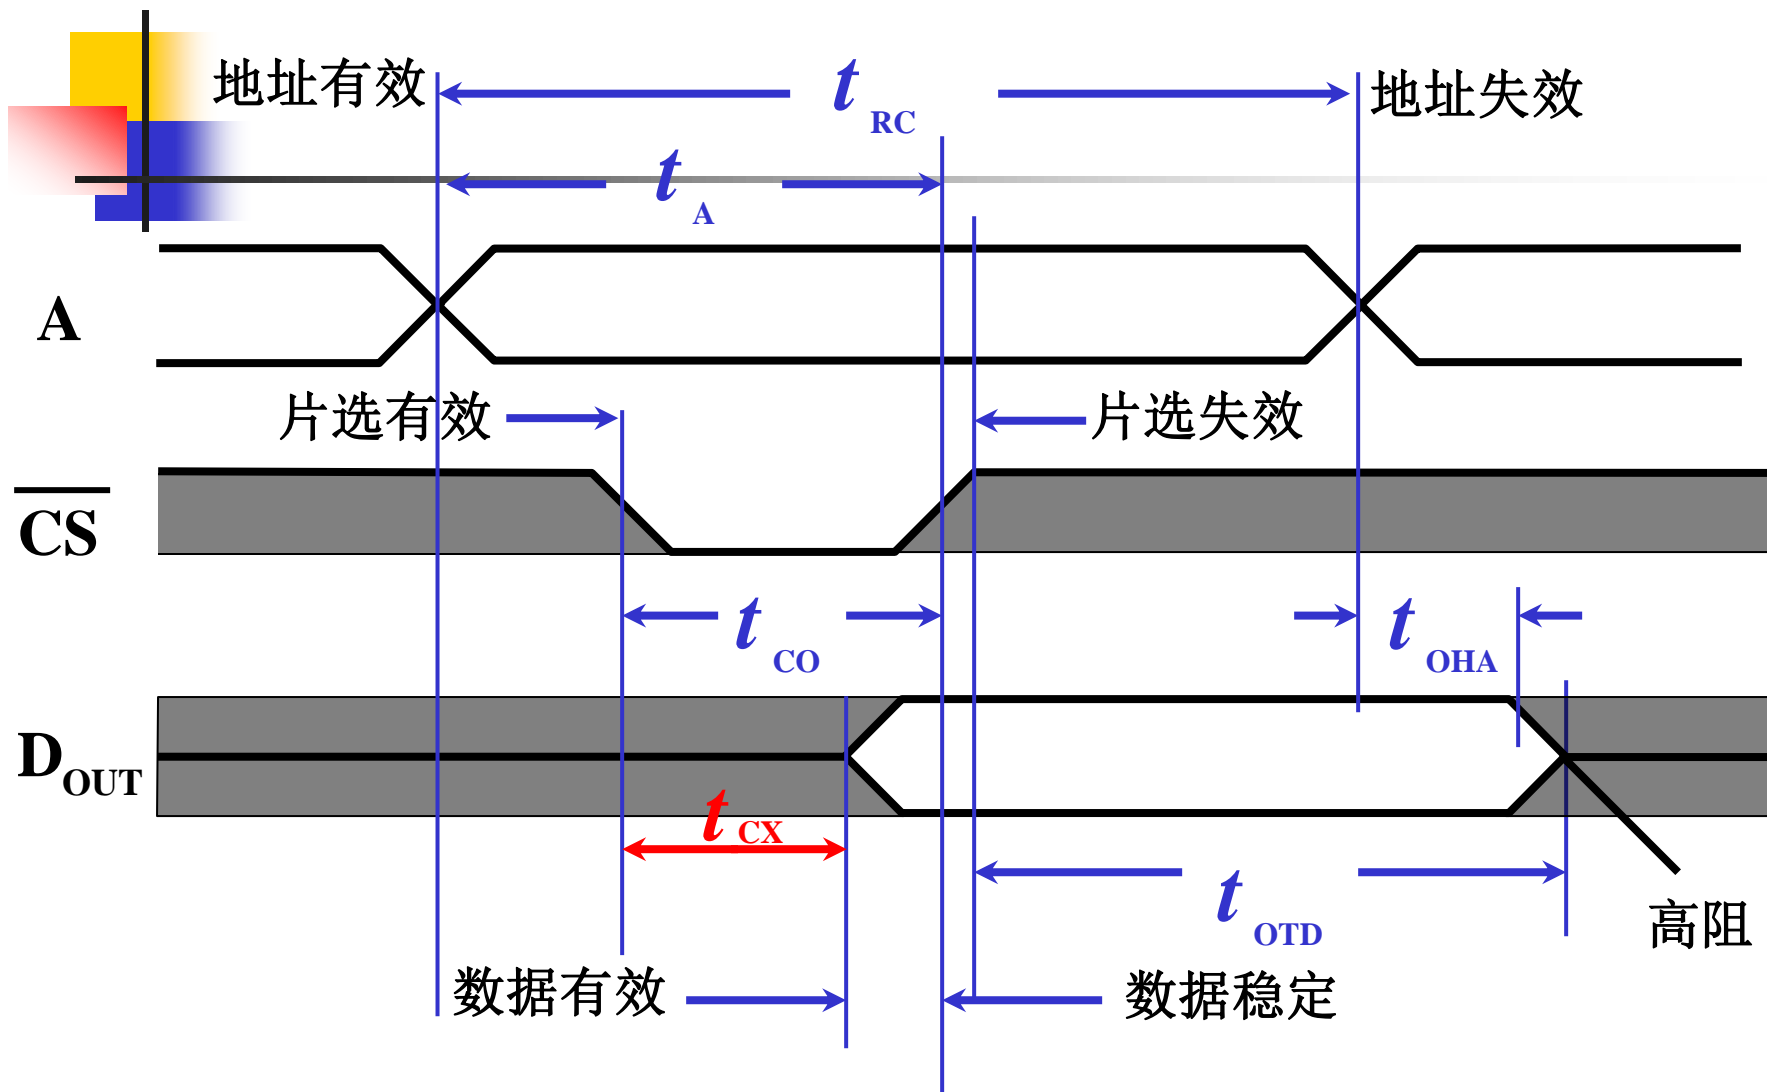 地址有效
t RC
地址失效
t A
A
片选有效
片选失效
CS
t CO
t OHA
D OUT
t CX
t OTD
高阻
数据有效
数据稳定